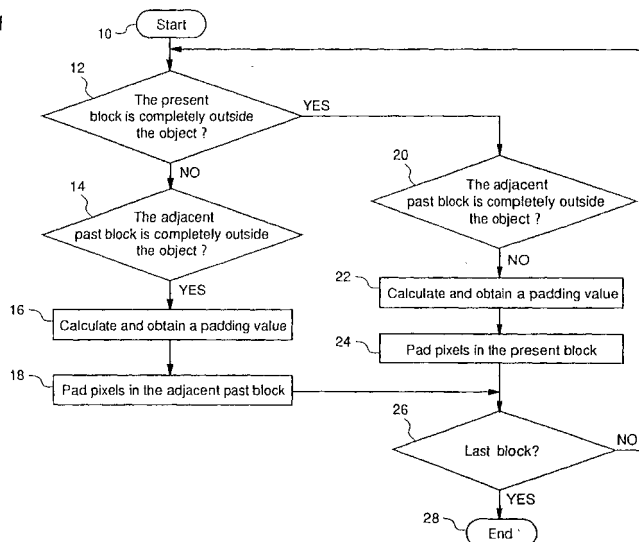 10
Start
12
The present
block is completely outside
the object ?
YES
NO
14
The adjacent
past block is completely outside
the object ?
YES
16
Calculate and obtain a padding value
18
Pad pixels in the adjacent past block
20
The adjacent
past block is completely outside
the object ?
NO
22
Calculate and obtain a padding value
24
Pad pixels in the present block
26
Last block?
NO
YES
28
End